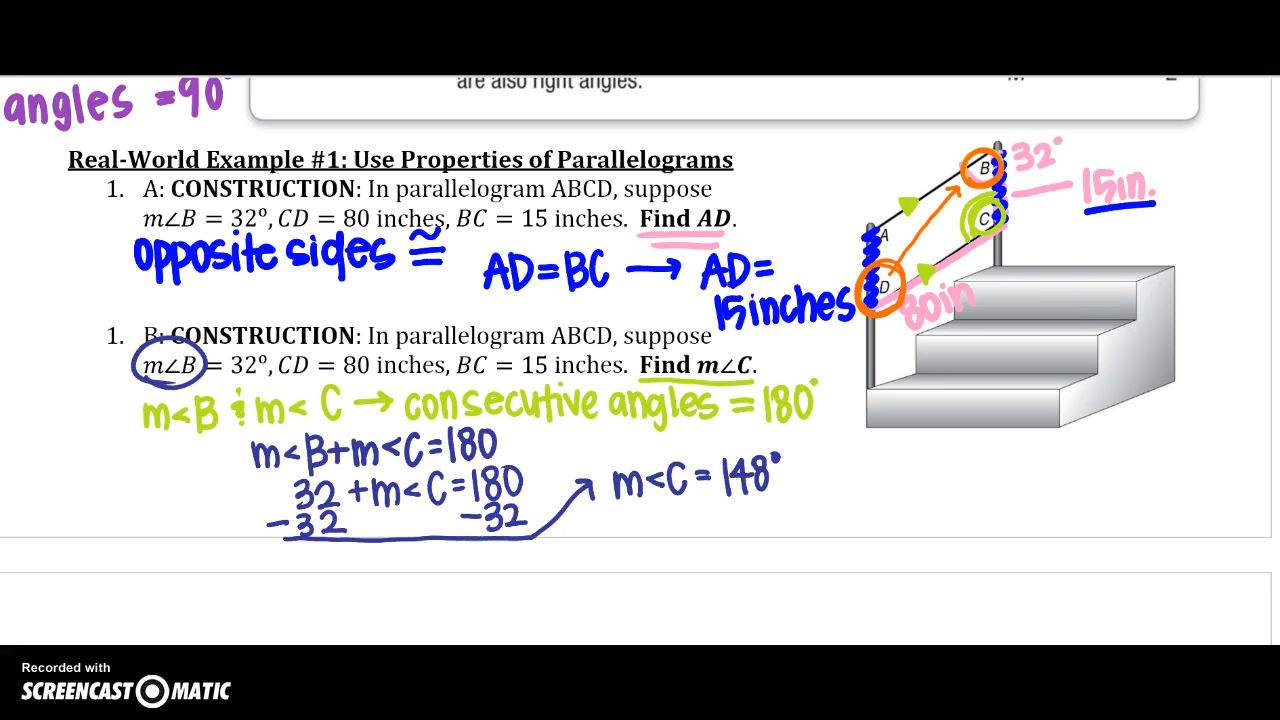 are also right angles.
angles =90°
Real-World Example #1: Use Properties of Parallelograms
1. A: CONSTRUCTION: In parallelogram ABCD, suppose
m∠B = 32°, CD = 80 inches, BC = 15 inches. Find AD.
opposite sides ≅ AD=BC → AD=
15 inches
B
32°
15in.
C
A
D
80in
1. B: CONSTRUCTION: In parallelogram ABCD, suppose
m∠B = 32°, CD = 80 inches, BC = 15 inches. Find m∠C.
m<B & m<C → consecutive angles = 180°
m<B+m<C=180
32 +m<C=180
-32 -32
m<C=148°
Recorded with
SCREENCAST-O-MATIC